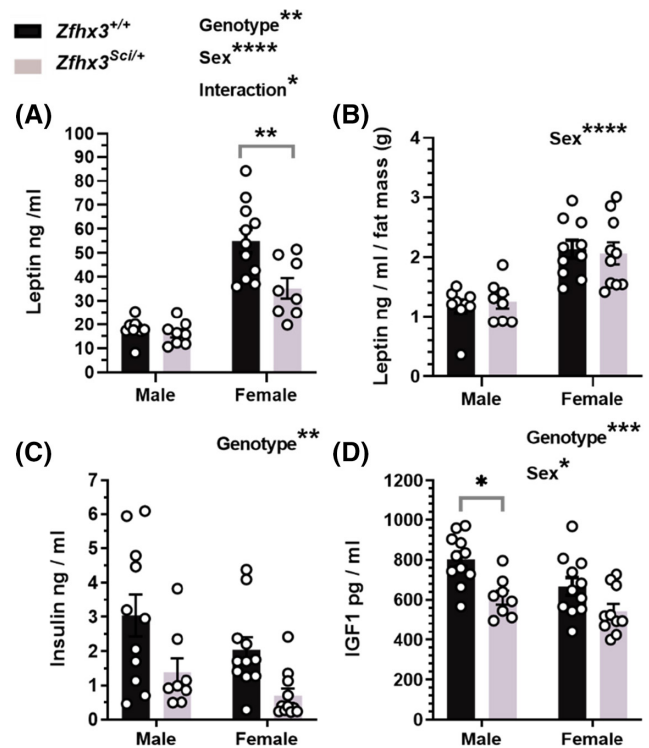 Zfhx3+/+
Zfhx3Sci/+
Genotype**
Sex****
Interaction*
(A)
Leptin ng /ml
100
90
80
70
60
50
40
30
20
10
0
**
Male Female
(B)
Sex****
Leptin ng / ml / fat mass (g)
4
3
2
1
0
Male Female
(C)
Genotype**
Insulin ng / ml
7
6
5
4
3
2
1
0
Male Female
(D)
Genotype***
Sex*
IGF1 pg / ml
1200
1000
800
600
400
200
0
*
Male Female